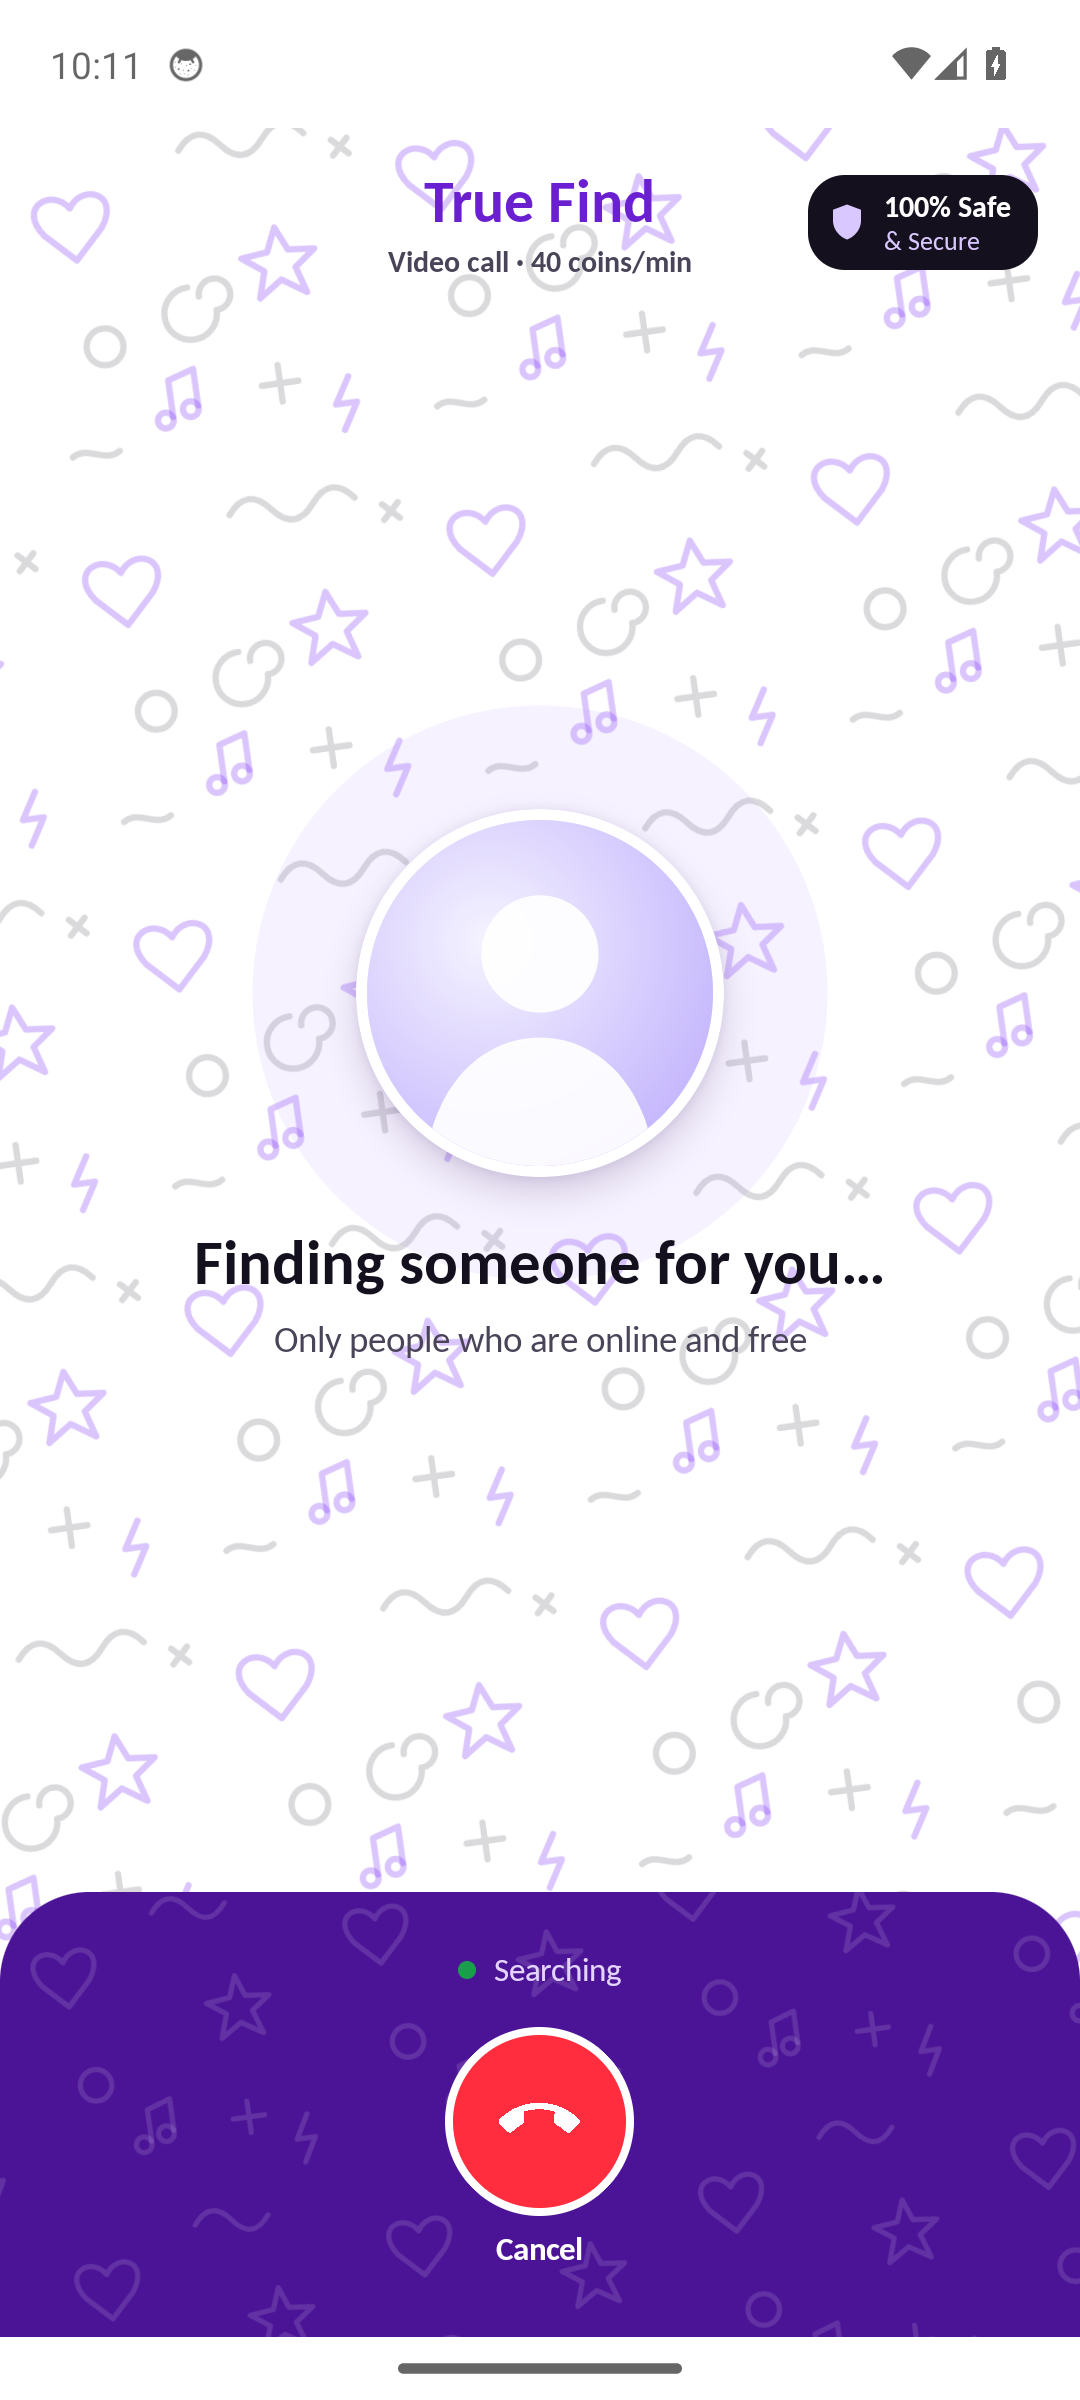 10:11
True Find
Video call · 40 coins/min
100% Safe
& Secure
Finding someone for you...
Only people who are online and free
Searching
Cancel